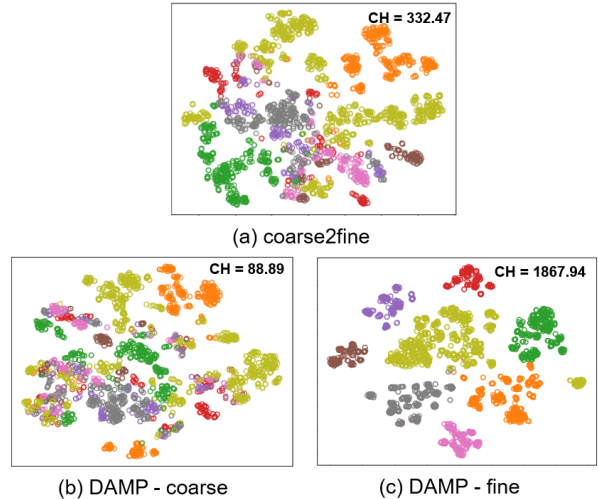 CH = 332.47
(a) coarse2fine
CH = 88.89
CH = 1867.94
(b) DAMP - coarse
(c) DAMP - fine